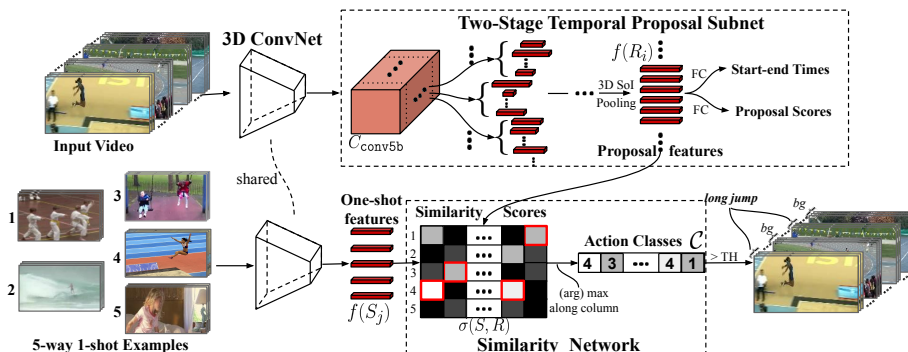 Two-Stage Temporal Proposal Subnet
3D ConvNet
Input Video
C_conv5b
3D SoI
Pooling
f(R_i)
FC
FC
Start-end Times
Proposal Scores
Proposal features
shared
1
2
3
4
5
5-way 1-shot Examples
One-shot
features
f(S_j)
Similarity Scores
1
2
3
4
5
σ(S, R)
(arg) max
along column
Action Classes C
4 3 ••• 4 1
> TH
Similarity Network
long jump
bg
bg